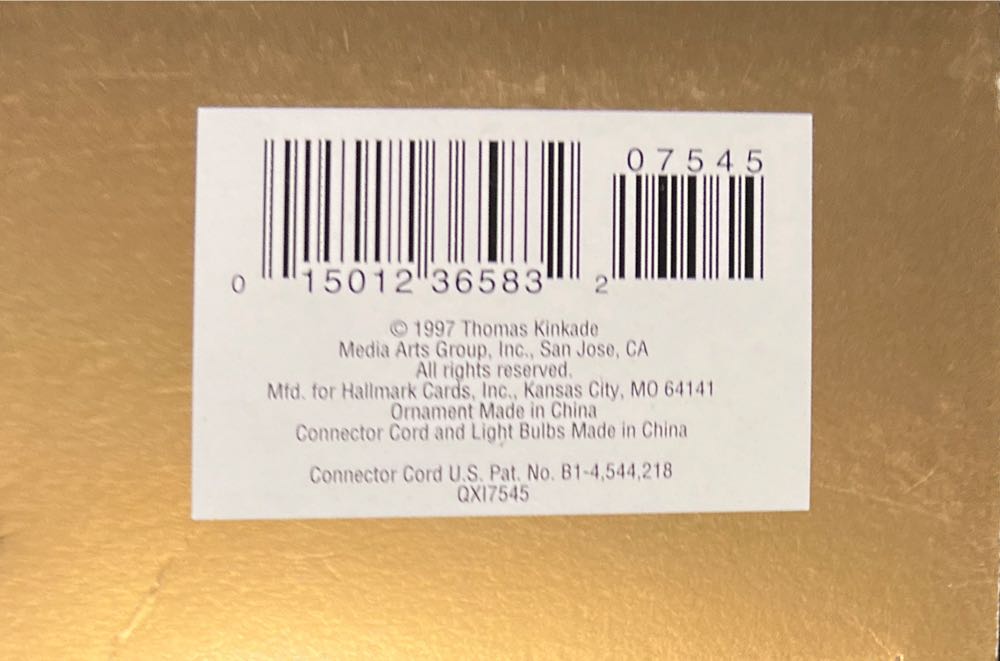 07545
0 15012 36583 2
© 1997 Thomas Kinkade
Media Arts Group, Inc., San Jose, CA
All rights reserved.
Mfd. for Hallmark Cards, Inc., Kansas City, MO 64141
Ornament Made in China
Connector Cord and Light Bulbs Made in China
Connector Cord U.S. Pat. No. B1-4,544,218
QXI7545